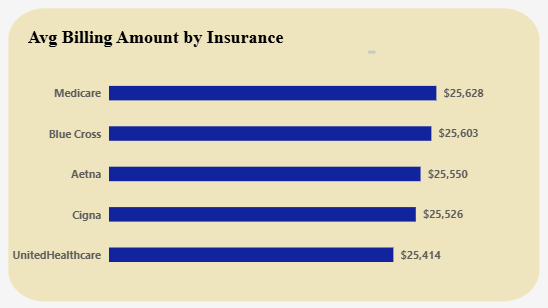 Avg Billing Amount by Insurance
Medicare $25,628
Blue Cross $25,603
Aetna $25,550
Cigna $25,526
UnitedHealthcare $25,414